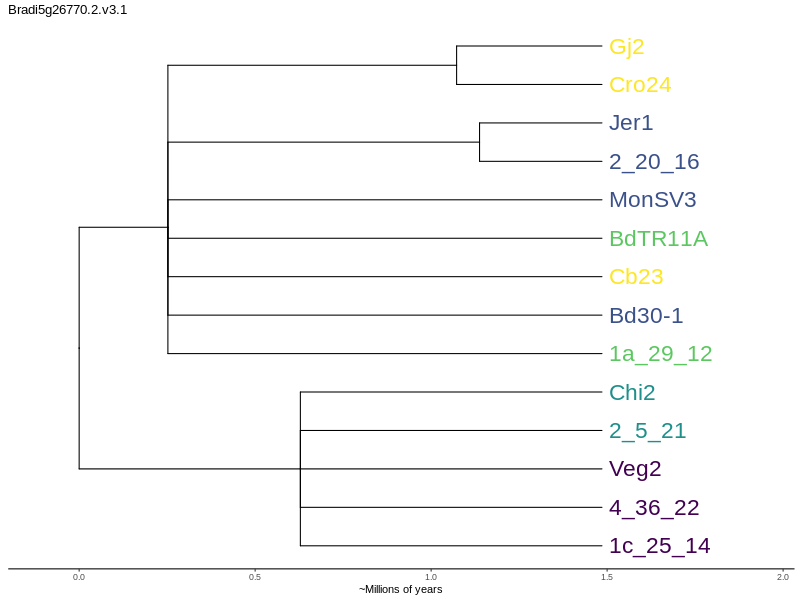 Bradi5g26770.2.v3.1
Gj2
Cro24
Jer1
2_20_16
MonSV3
BdTR11A
Cb23
Bd30-1
1a_29_12
Chi2
2_5_21
Veg2
4_36_22
1c_25_14
0.0 0.5 1.0 1.5 2.0
~Millions of years